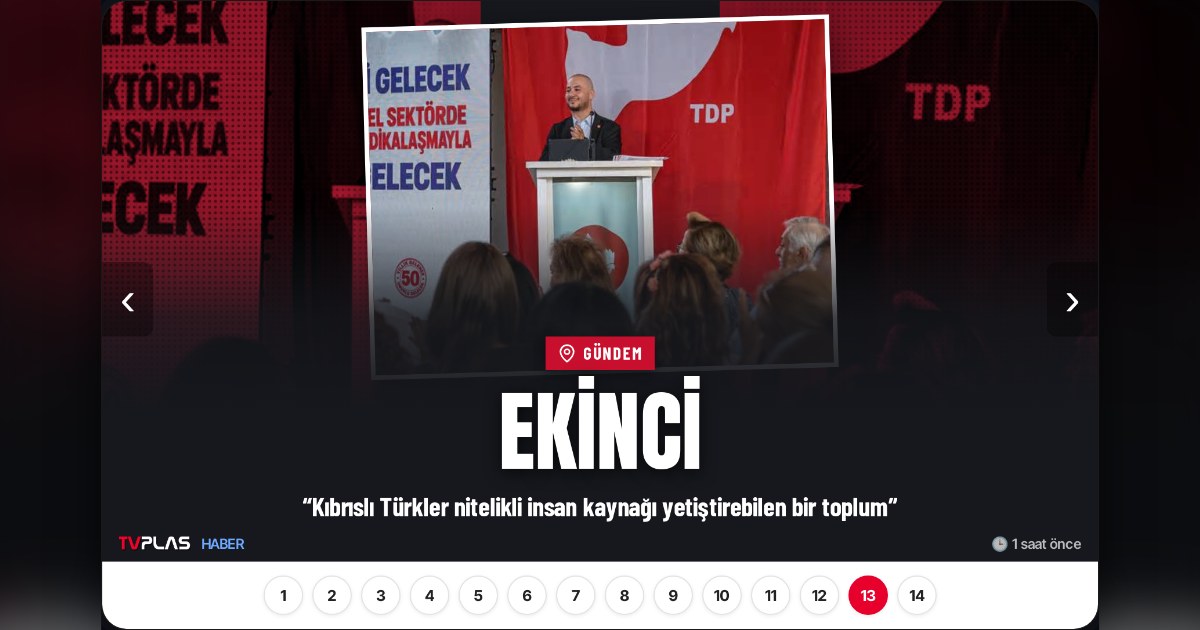 LECEK
KTÖRDE
LAŞMAYLA
ECEK
İ GELECEK
EL SEKTÖRDE
DİKALAŞMAYLA
ELECEK
50
TDP
TDP
GÜNDEM
EKİNCİ
“Kıbrıslı Türkler nitelikli insan kaynağı yetiştirebilen bir toplum”
TVPLAS HABER
1 saat önce
1 2 3 4 5 6 7 8 9 10 11 12 13 14